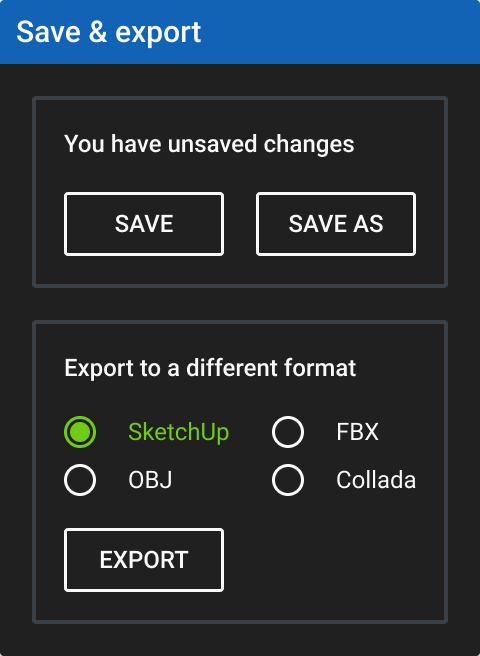 Save & export
You have unsaved changes
SAVE
SAVE AS
Export to a different format
SketchUp
FBX
OBJ
Collada
EXPORT